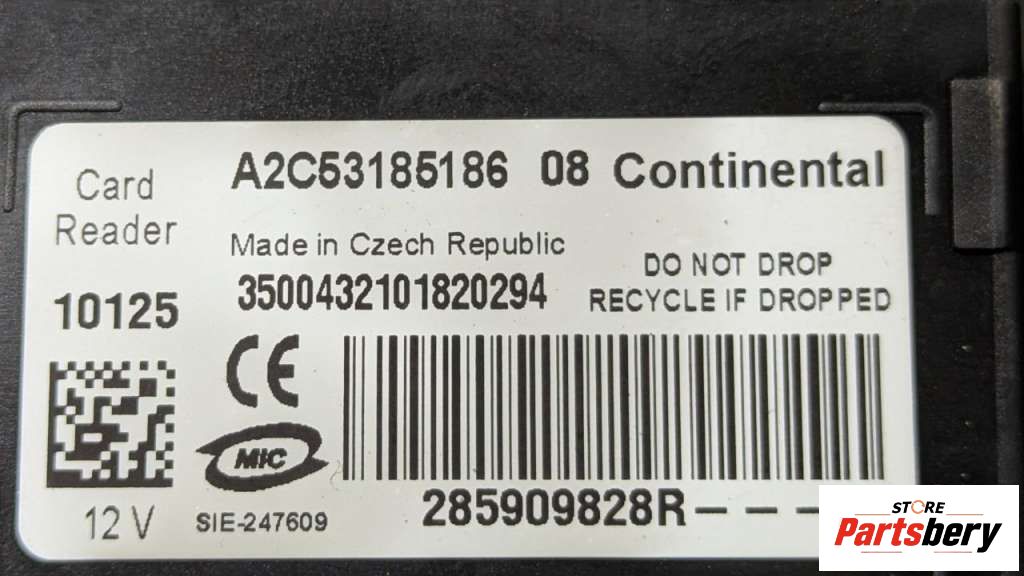 Card
Reader
A2C53185186 08 Continental
Made in Czech Republic
10125
3500432101820294
DO NOT DROP
RECYCLE IF DROPPED
CE
MIC
12 V
SIE-247609
285909828R----
STORE
Partsbery